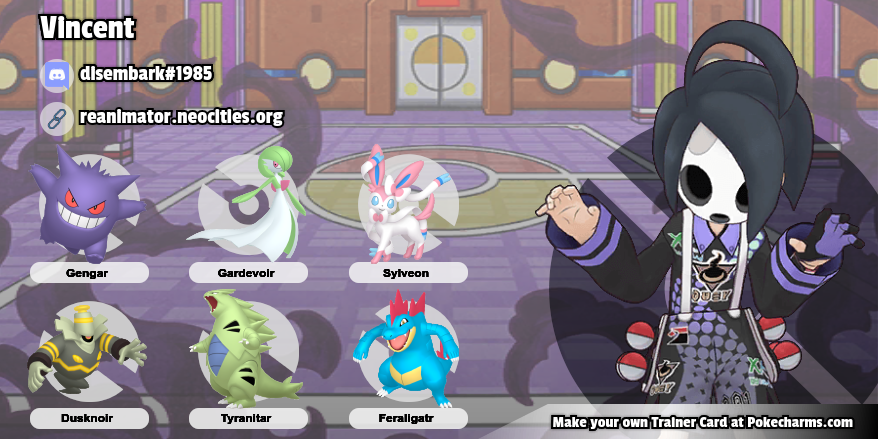 Vincent
disembark#1985
reanimator.neocities.org
Gengar
Gardevoir
Sylveon
Dusknoir
Tyranitar
Feraligatr
Make your own Trainer Card at Pokecharms.com